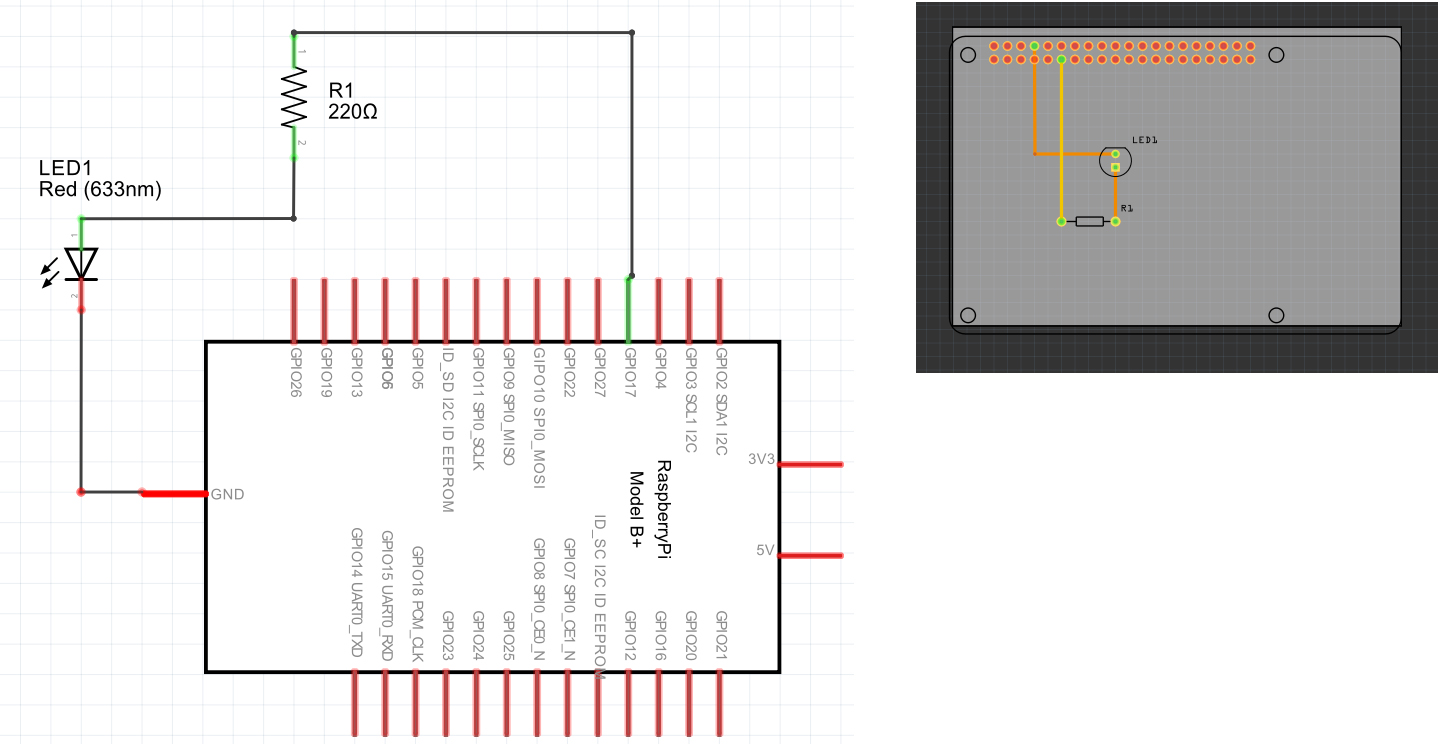 1
R1
220Ω
2
LED1
Red (633nm)
1
2
GPIO26
GPIO19
GPIO13
GPIO6
GPIO5
ID_SD I2C ID EEPROM
GPIO11 SPI0_SCLK
GPIO9 SPI0_MISO
GIPO10 SPI0_MOSI
GPIO22
GPIO27
GPIO17
GPIO4
GPIO3 SCL1 I2C
GPIO2 SDA1 I2C
3V3
RaspberryPi
Model B+
GND
5V
GPIO14 UART0_TXD
GPIO15 UART0_RXD
GPIO18 PCM_CLK
GPIO23
GPIO24
GPIO25
GPIO8 SPI0_CE0_N
GPIO7 SPI0_CE1_N
ID_SC I2C ID EEPROM
GPIO12
GPIO16
GPIO20
GPIO21
LED1
R1